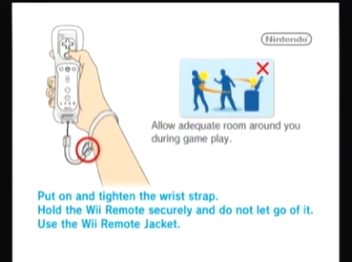 Nintendo
Allow adequate room around you
during game play.
Put on and tighten the wrist strap.
Hold the Wii Remote securely and do not let go of it.
Use the Wii Remote Jacket.